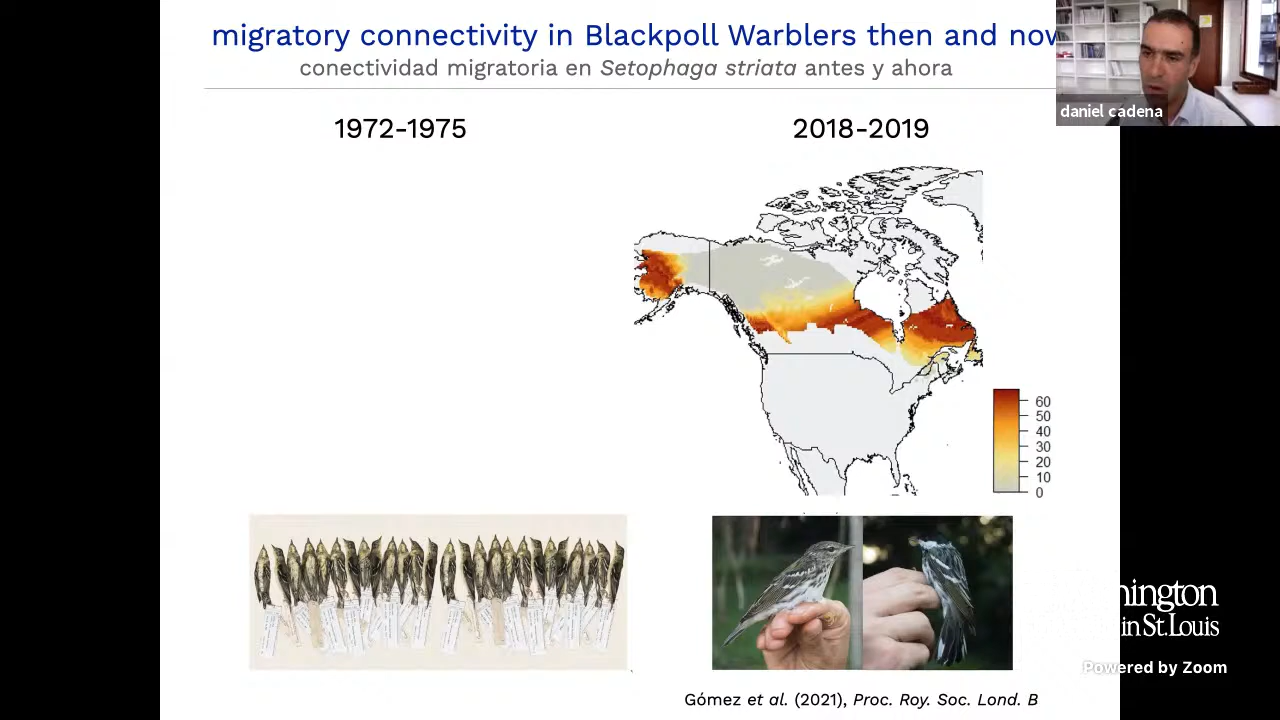 migratory connectivity in Blackpoll Warblers then and now
conectividad migratoria en Setophaga striata antes y ahora
daniel cadena
1972-1975
2018-2019
60
50
40
30
20
10
0
nington
in St. Louis
Powered by Zoom
Gómez et al. (2021), Proc. Roy. Soc. Lond. B